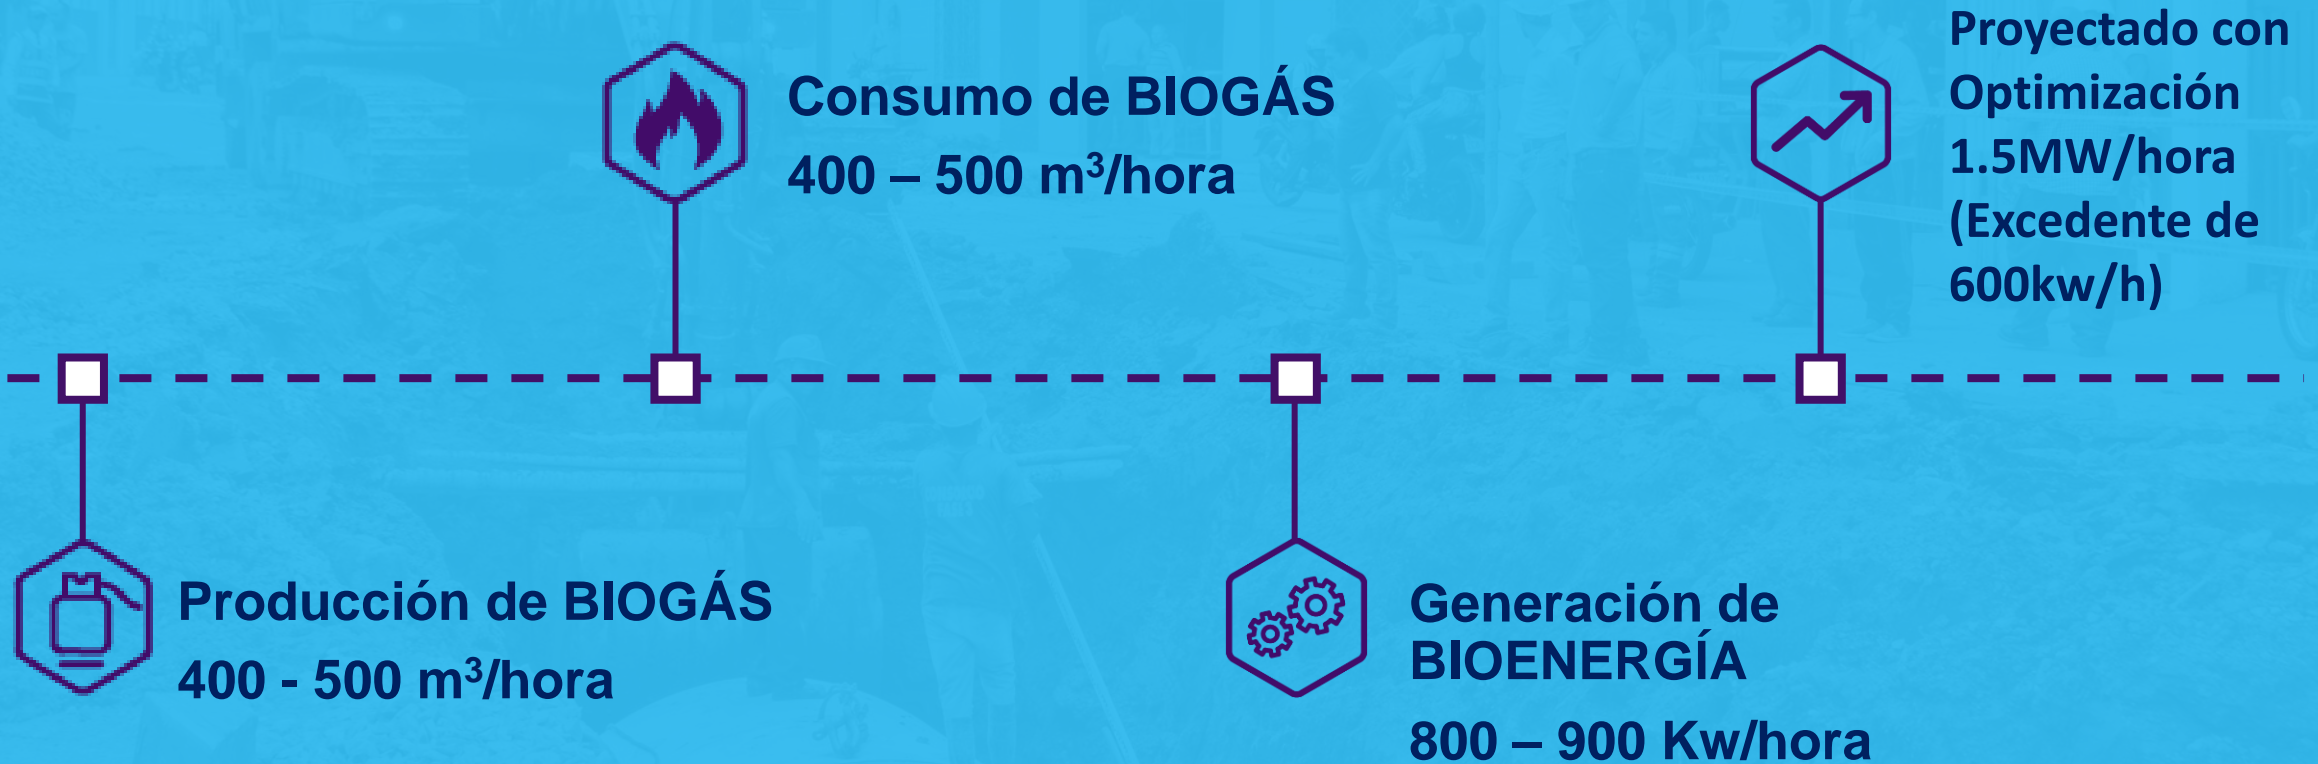 Producción de BIOGÁS
400 - 500 m³/hora
Consumo de BIOGÁS
400 – 500 m³/hora
Generación de
BIOENERGÍA
800 – 900 Kw/hora
Proyectado con
Optimización
1.5MW/hora
(Excedente de
600kw/h)